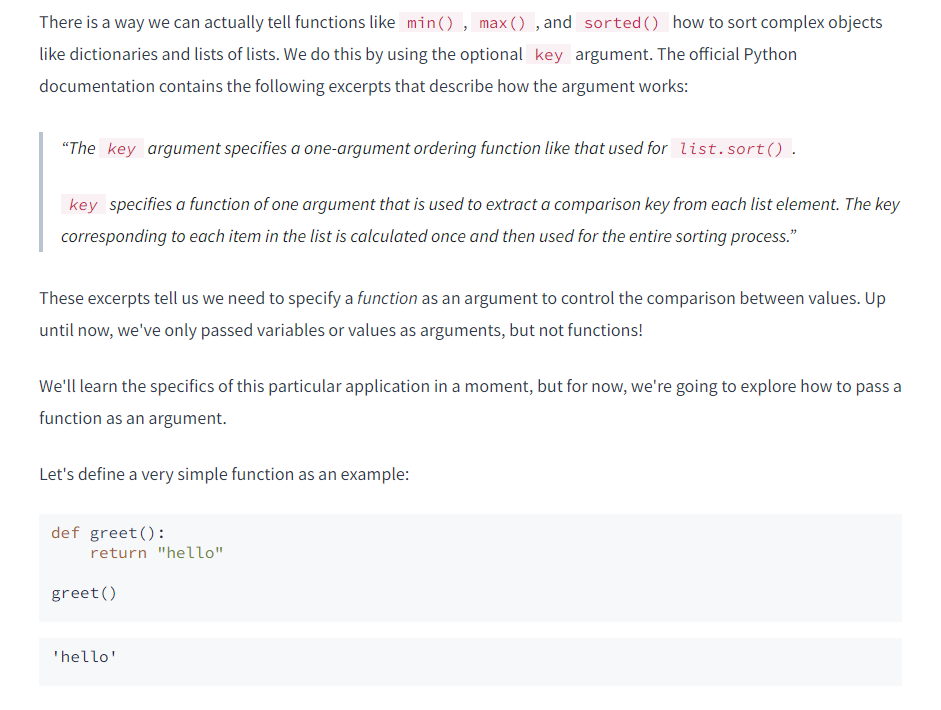 There is a way we can actually tell functions like min() , max() , and sorted() how to sort complex objects
like dictionaries and lists of lists. We do this by using the optional key argument. The official Python
documentation contains the following excerpts that describe how the argument works:
“The key argument specifies a one-argument ordering function like that used for list.sort() .
key specifies a function of one argument that is used to extract a comparison key from each list element. The key
corresponding to each item in the list is calculated once and then used for the entire sorting process.”
These excerpts tell us we need to specify a function as an argument to control the comparison between values. Up
until now, we've only passed variables or values as arguments, but not functions!
We'll learn the specifics of this particular application in a moment, but for now, we're going to explore how to pass a
function as an argument.
Let's define a very simple function as an example:
def greet():
    return "hello"
greet()
'hello'